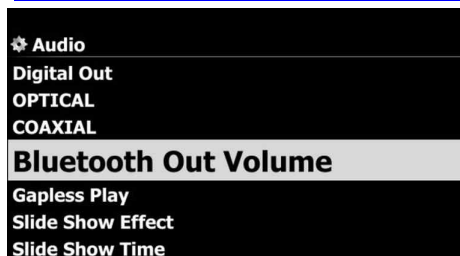 Audio
Digital Out
OPTICAL
COAXIAL
Bluetooth Out Volume
Gapless Play
Slide Show Effect
Slide Show Time